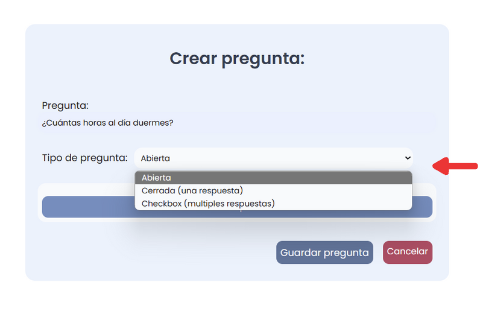 Crear pregunta:
Pregunta:
¿Cuántas horas al día duermes?
Tipo de pregunta: Abierta
Abierta
Cerrada (una respuesta)
Checkbox (multiples respuestas)
Guardar pregunta Cancelar